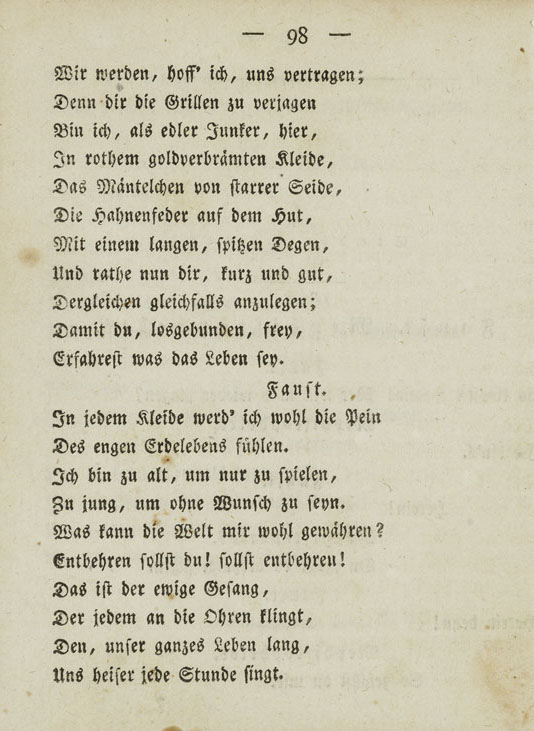 — 98 —
Wir werden, hoff' ich, uns vertragen;
Denn dir die Grillen zu verjagen
Bin ich, als edler Junker, hier,
In rothem goldverbrämten Kleide,
Das Mäntelchen von starrer Seide,
Die Hahnenfeder auf dem Hut,
Mit einem langen, spitzen Degen,
Und rathe nun dir, kurz und gut,
Dergleichen gleichfalls anzulegen;
Damit du, losgebunden, frey,
Erfahrest was das Leben sey.
Faust.
In jedem Kleide werd' ich wohl die Pein
Des engen Erdelebens fühlen.
Ich bin zu alt, um nur zu spielen,
Zu jung, um ohne Wunsch zu seyn.
Was kann die Welt mir wohl gewähren?
Entbehren sollst du! sollst entbehren!
Das ist der ewige Gesang,
Der jedem an die Ohren klingt,
Den, unser ganzes Leben lang,
Uns heiser jede Stunde singt.